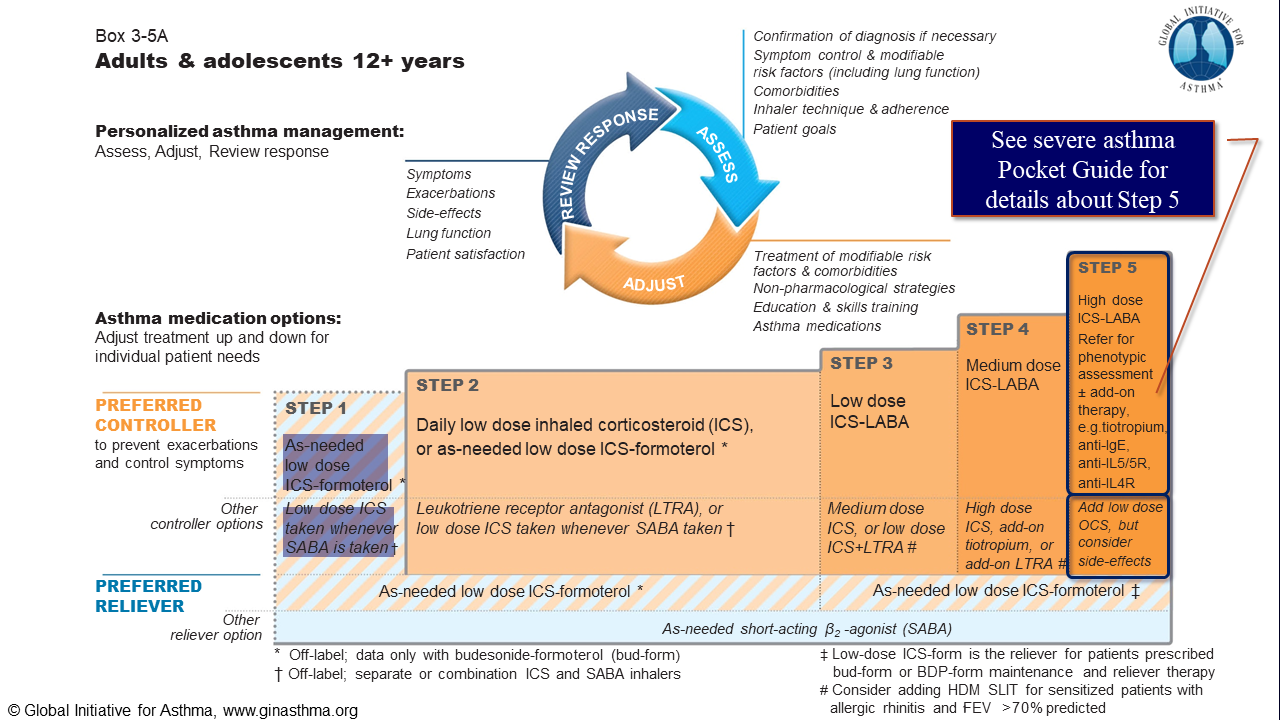 Box 3-5A
Adults & adolescents 12+ years
Personalized asthma management:
Assess, Adjust, Review response
GLOBAL INITIATIVE FOR
ASTHMA
Confirmation of diagnosis if necessary
Symptom control & modifiable
risk factors (including lung function)
Comorbidities
Inhaler technique & adherence
Patient goals
REVIEW RESPONSE
ASSESS
ADJUST
Symptoms
Exacerbations
Side-effects
Lung function
Patient satisfaction
See severe asthma
Pocket Guide for
details about Step 5
Treatment of modifiable risk
factors & comorbidities
Non-pharmacological strategies
Education & skills training
Asthma medications
Asthma medication options:
Adjust treatment up and down for
individual patient needs
PREFERRED
CONTROLLER
to prevent exacerbations
and control symptoms
STEP 1
As-needed
low dose
ICS-formoterol *
STEP 2
Daily low dose inhaled corticosteroid (ICS),
or as-needed low dose ICS-formoterol *
STEP 3
Low dose
ICS-LABA
STEP 4
Medium dose
ICS-LABA
STEP 5
High dose
ICS-LABA
Refer for
phenotypic
assessment
± add-on
therapy,
e.g.tiotropium,
anti-IgE,
anti-IL5/5R,
anti-IL4R
Other
controller options
Low dose ICS
taken whenever
SABA is taken †
Leukotriene receptor antagonist (LTRA), or
low dose ICS taken whenever SABA taken †
Medium dose
ICS, or low dose
ICS+LTRA #
High dose
ICS, add-on
tiotropium, or
add-on LTRA #
Add low dose
OCS, but
consider
side-effects
PREFERRED
RELIEVER
As-needed low dose ICS-formoterol *
As-needed low dose ICS-formoterol ‡
Other
reliever option
As-needed short-acting β2 -agonist (SABA)
* Off-label; data only with budesonide-formoterol (bud-form)
† Off-label; separate or combination ICS and SABA inhalers
‡ Low-dose ICS-form is the reliever for patients prescribed
bud-form or BDP-form maintenance and reliever therapy
# Consider adding HDM SLIT for sensitized patients with
allergic rhinitis and FEV >70% predicted
© Global Initiative for Asthma, www.ginasthma.org